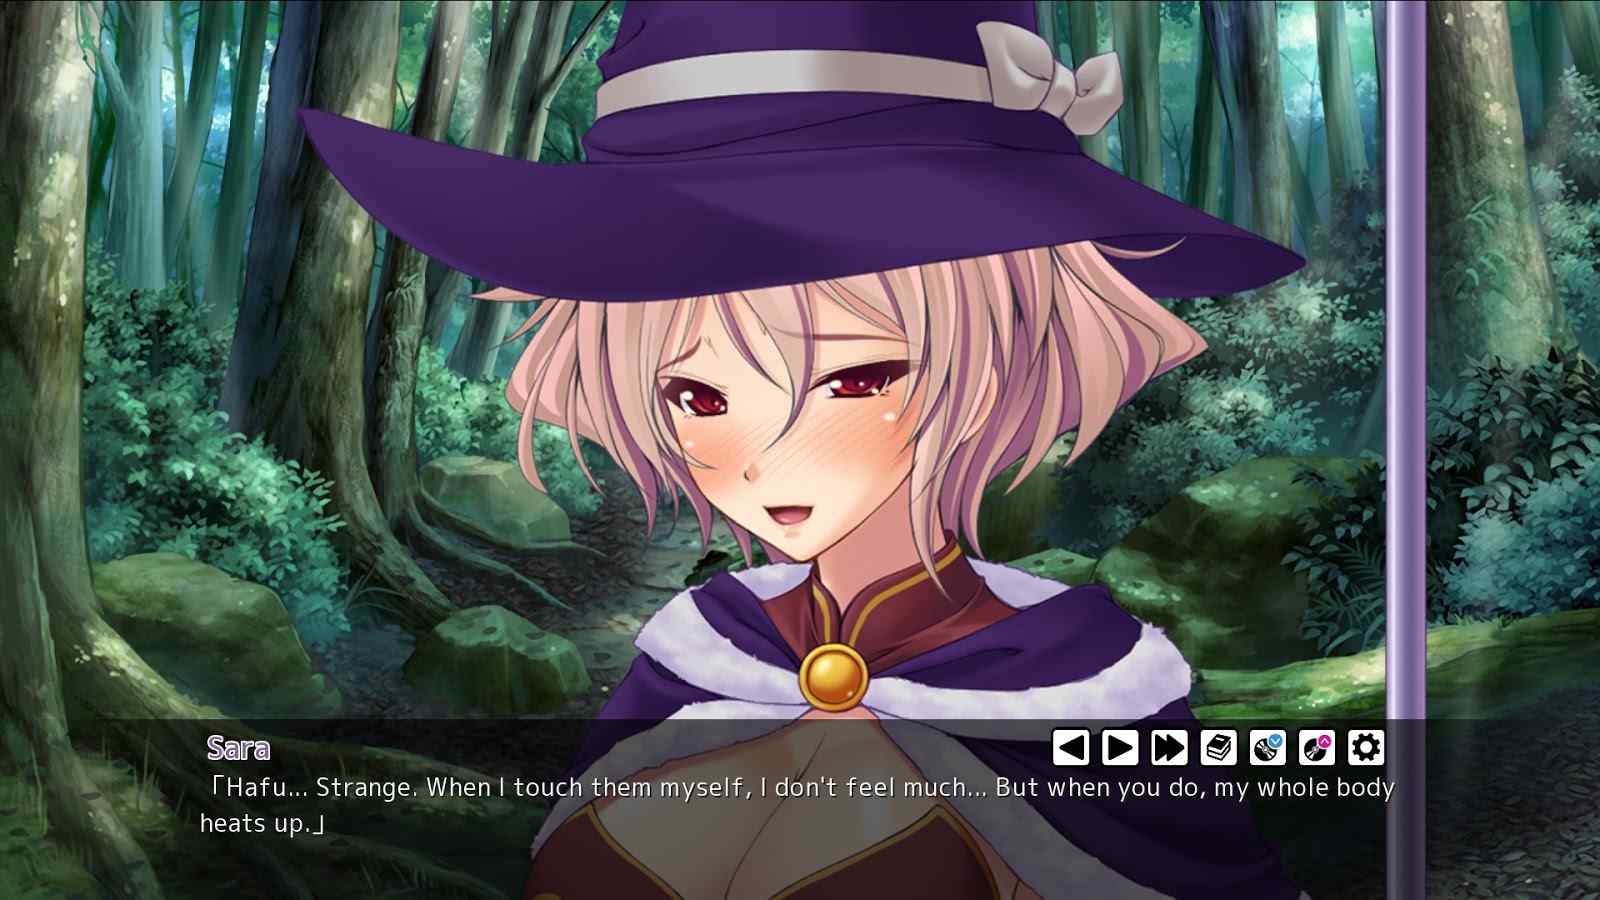 Sara
「Hafu... Strange. When I touch them myself, I don't feel much... But when you do, my whole body
heats up.」